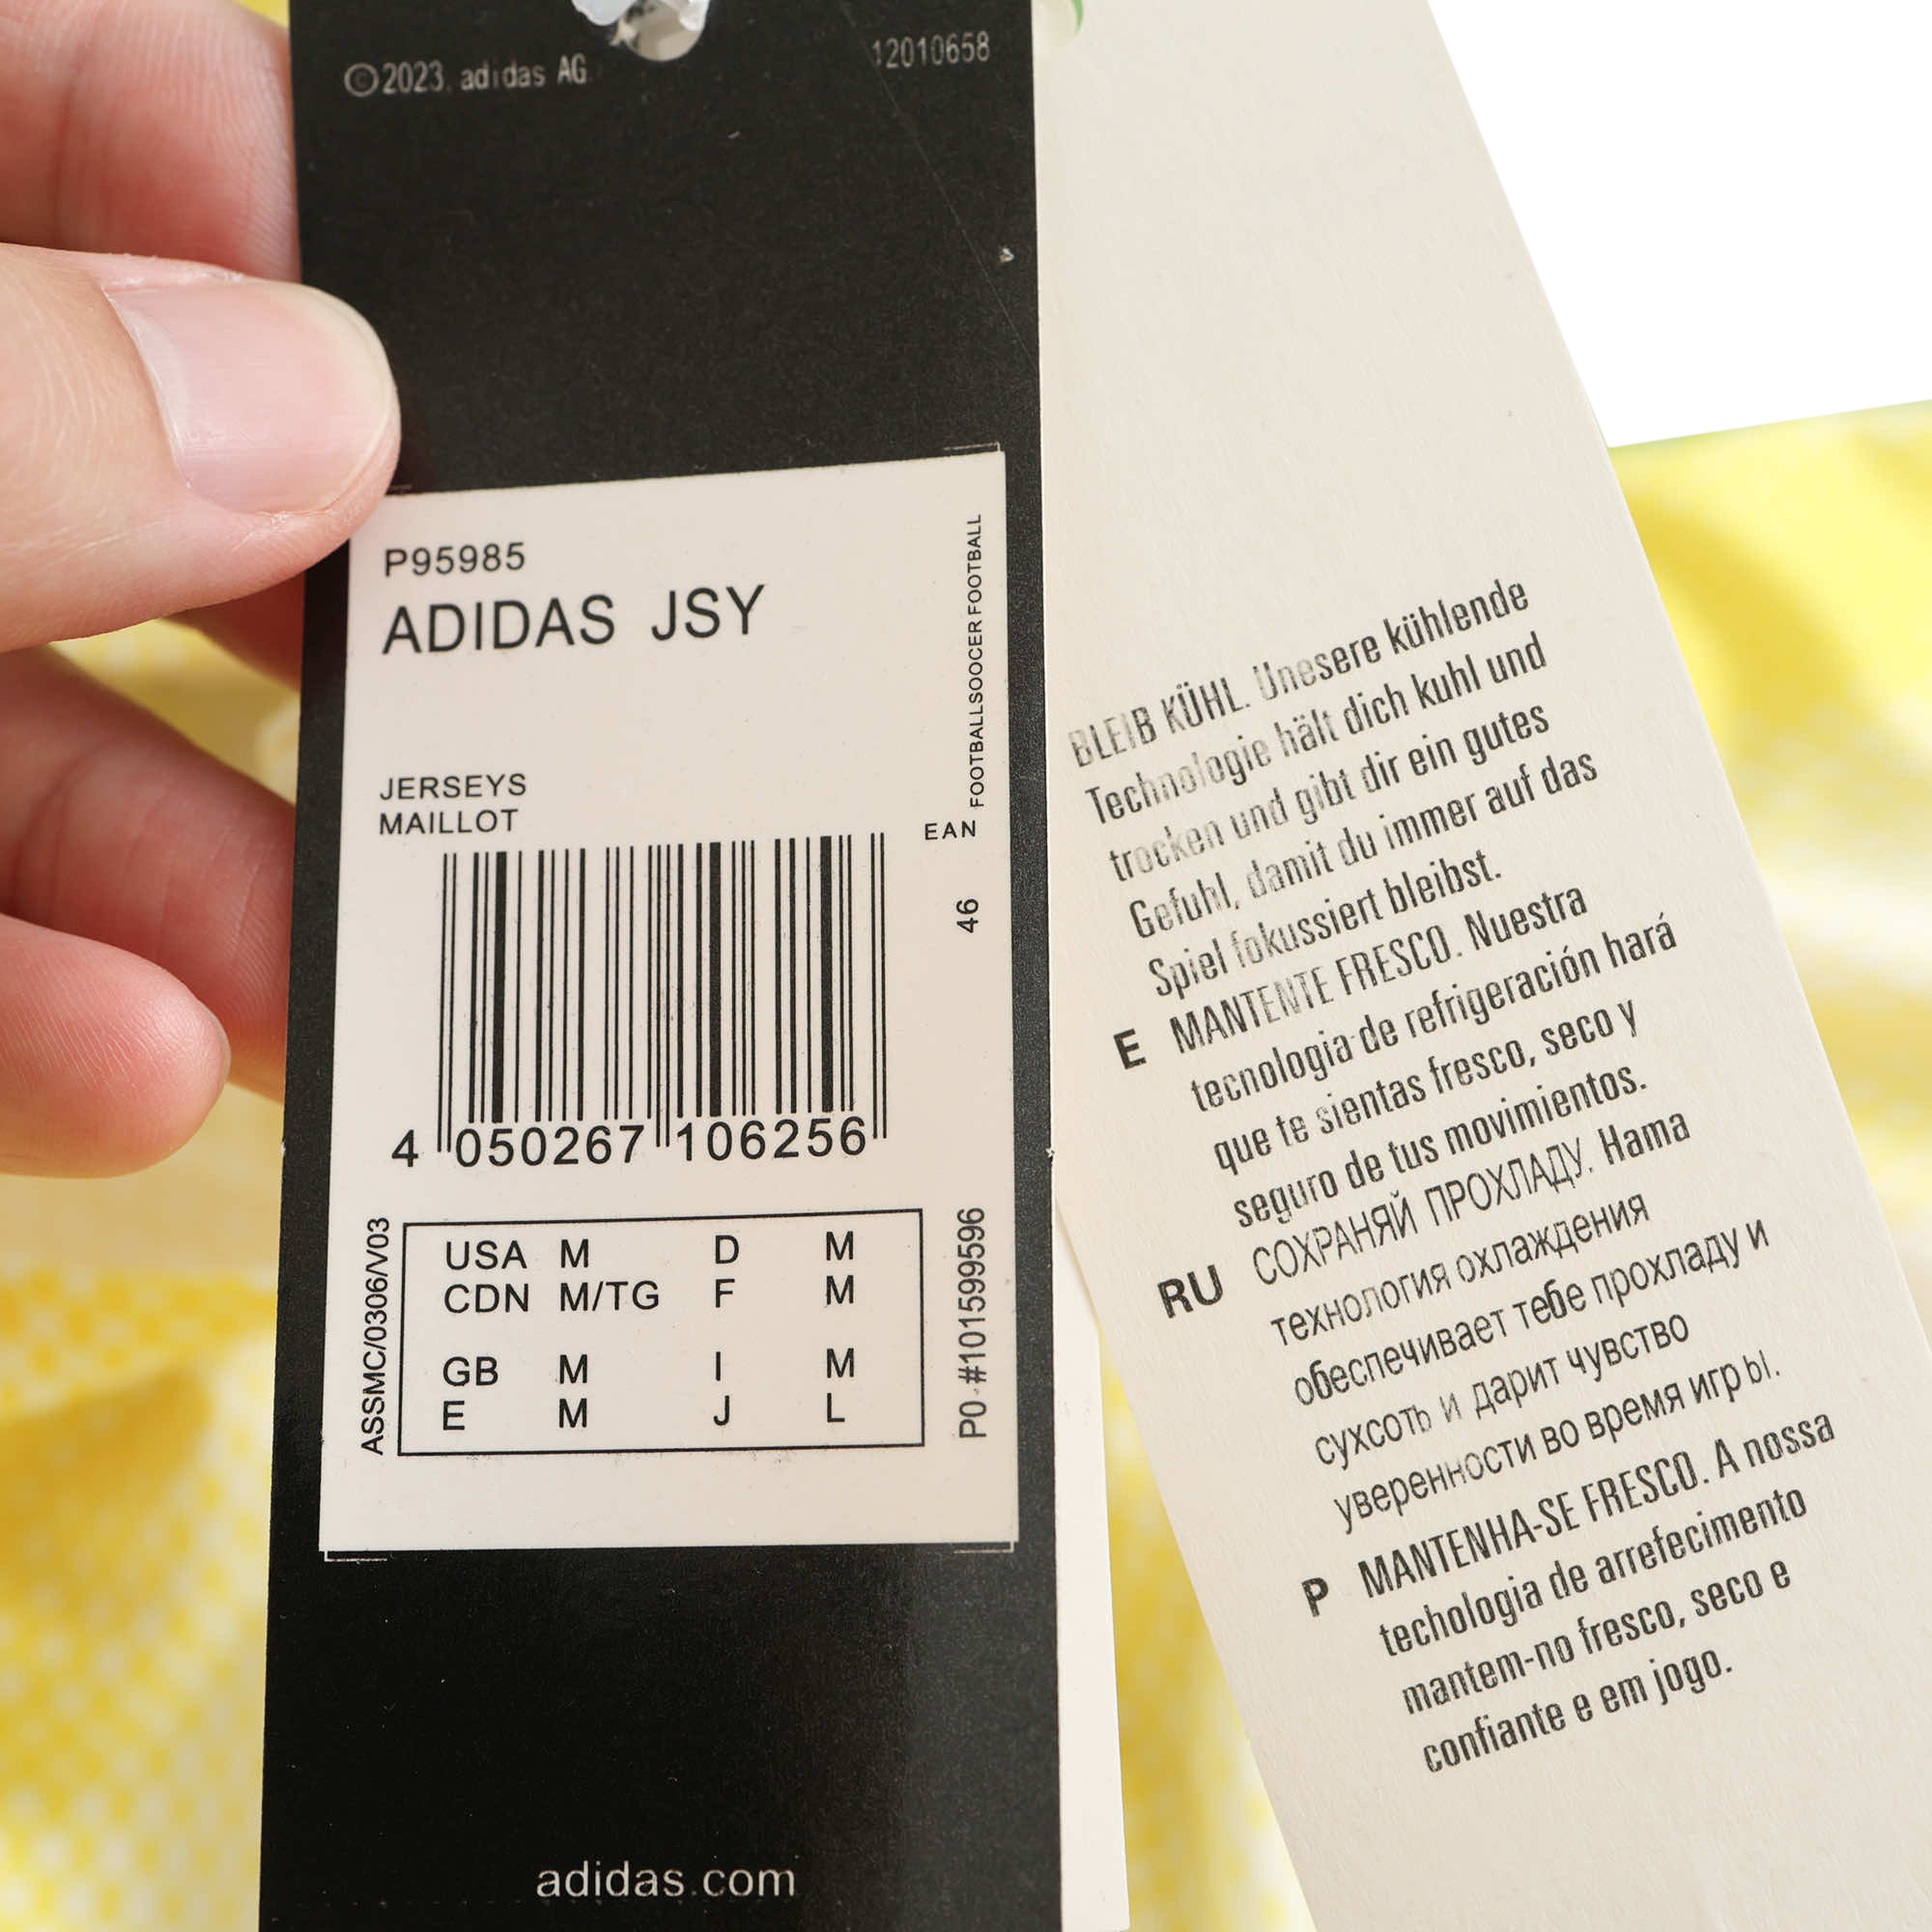 ©2023. adidas AG
12010658
P95985
ADIDAS JSY
FOOTBALLSOOCER FOOTBALL
JERSEYS
MAILLOT
EAN
46
4 050267 106256
ASSMC/0306/V03
USA M D M
CDN M/TG F M
GB M I M
E M J L
PO #101599596
adidas.com
BLEIB KÜHL. Unesere kühlende
Technologie hält dich kuhl und
trocken und gibt dir ein gutes
Gefuhl, damit du immer auf das
Spiel fokussiert bleibst.
E MANTENTE FRESCO. Nuestra
tecnologia de refrigeración hará
que te sientas fresco, seco y
seguro de tus movimientos.
RU СОХРАНЯЙ ПРОХЛАДУ. Hama
технология охлаждения
обеспечивает тебе прохладу и
сухсоть и дарит чувство
уверенности во время игры.
P MANTENHA-SE FRESCO. A nossa
techologia de arrefecimento
mantem-no fresco, seco e
confiante e em jogo.